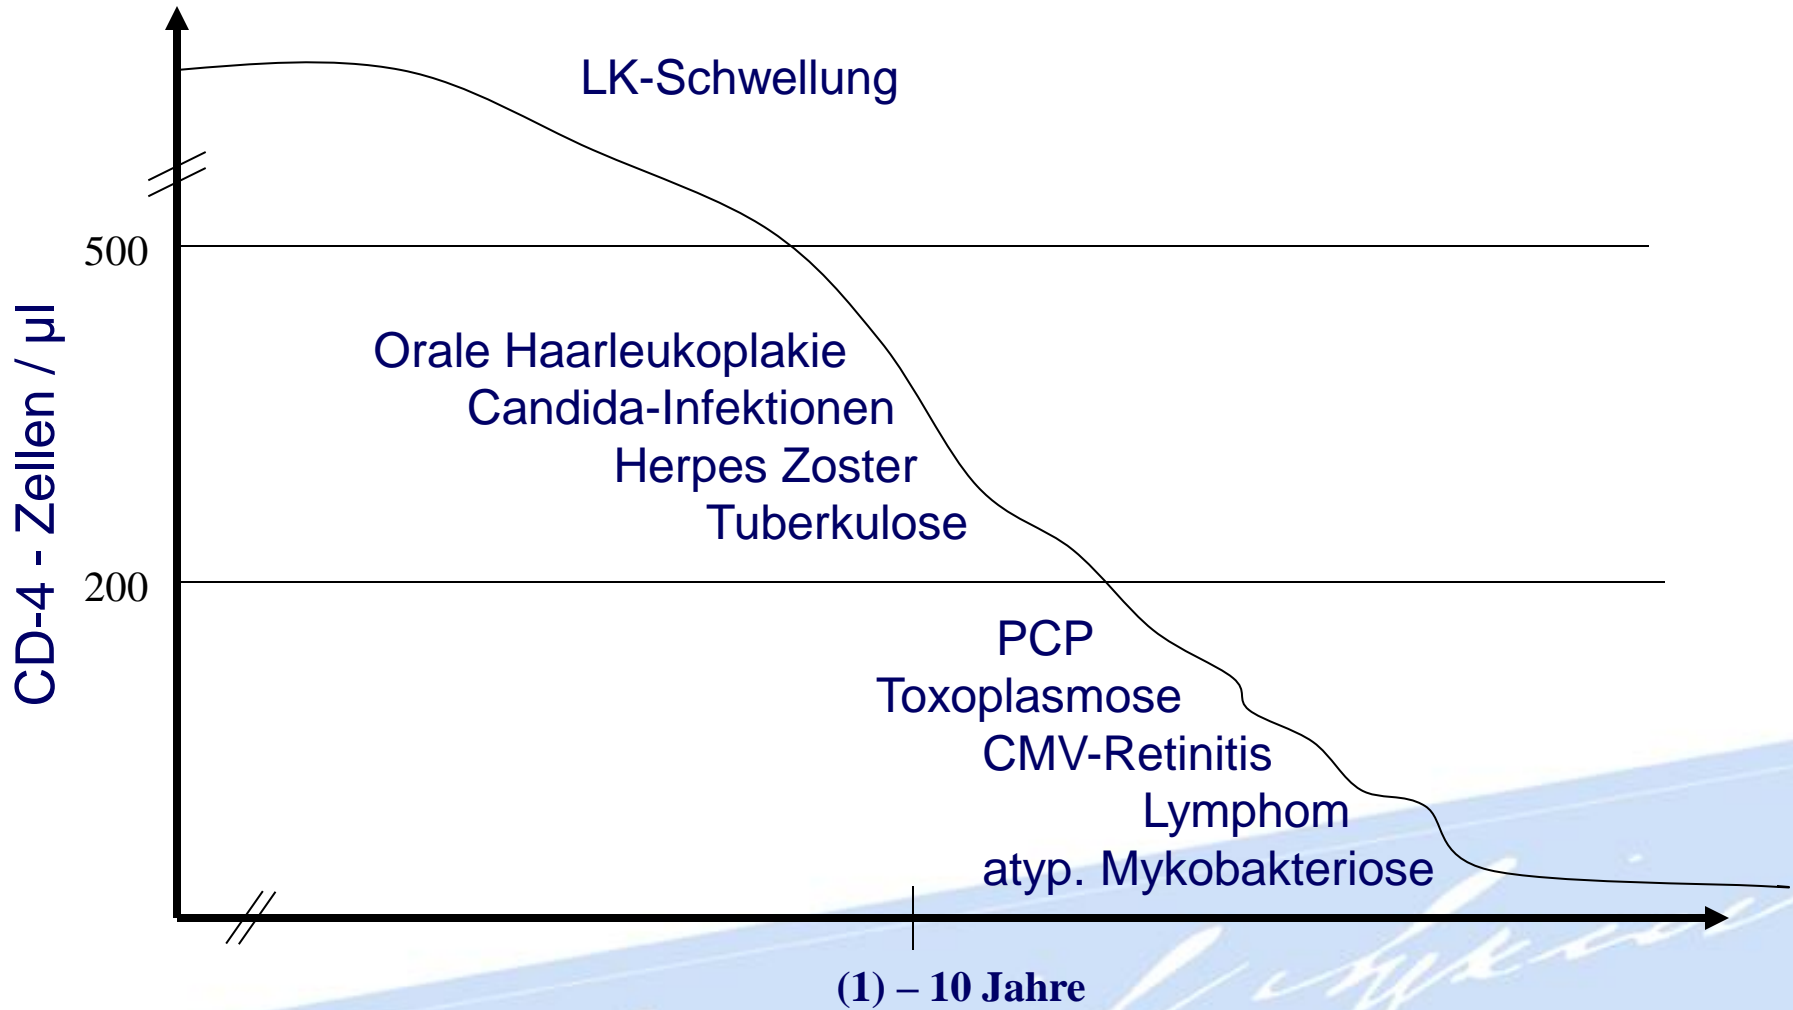 LK-Schwellung
500
CD-4 - Zellen / µl
Orale Haarleukoplakie
Candida-Infektionen
Herpes Zoster
Tuberkulose
200
PCP
Toxoplasmose
CMV-Retinitis
Lymphom
atyp. Mykobakteriose
(1) – 10 Jahre